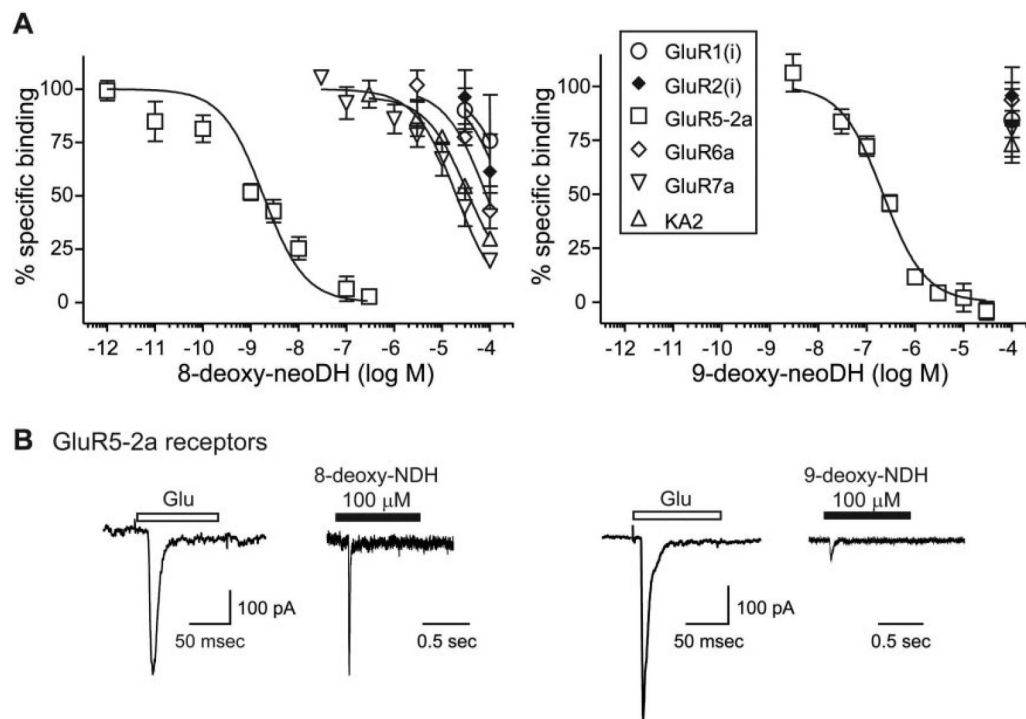 A
% specific binding
100
75
50
25
0
-12 -11 -10 -9 -8 -7 -6 -5 -4
8-deoxy-neoDH (log M)
% specific binding
100
75
50
25
0
GluR1(i)
GluR2(i)
GluR5-2a
GluR6a
GluR7a
KA2
-12 -11 -10 -9 -8 -7 -6 -5 -4
9-deoxy-neoDH (log M)
B GluR5-2a receptors
Glu
8-deoxy-NDH
100 μM
100 pA
50 msec
0.5 sec
Glu
9-deoxy-NDH
100 μM
100 pA
50 msec
0.5 sec